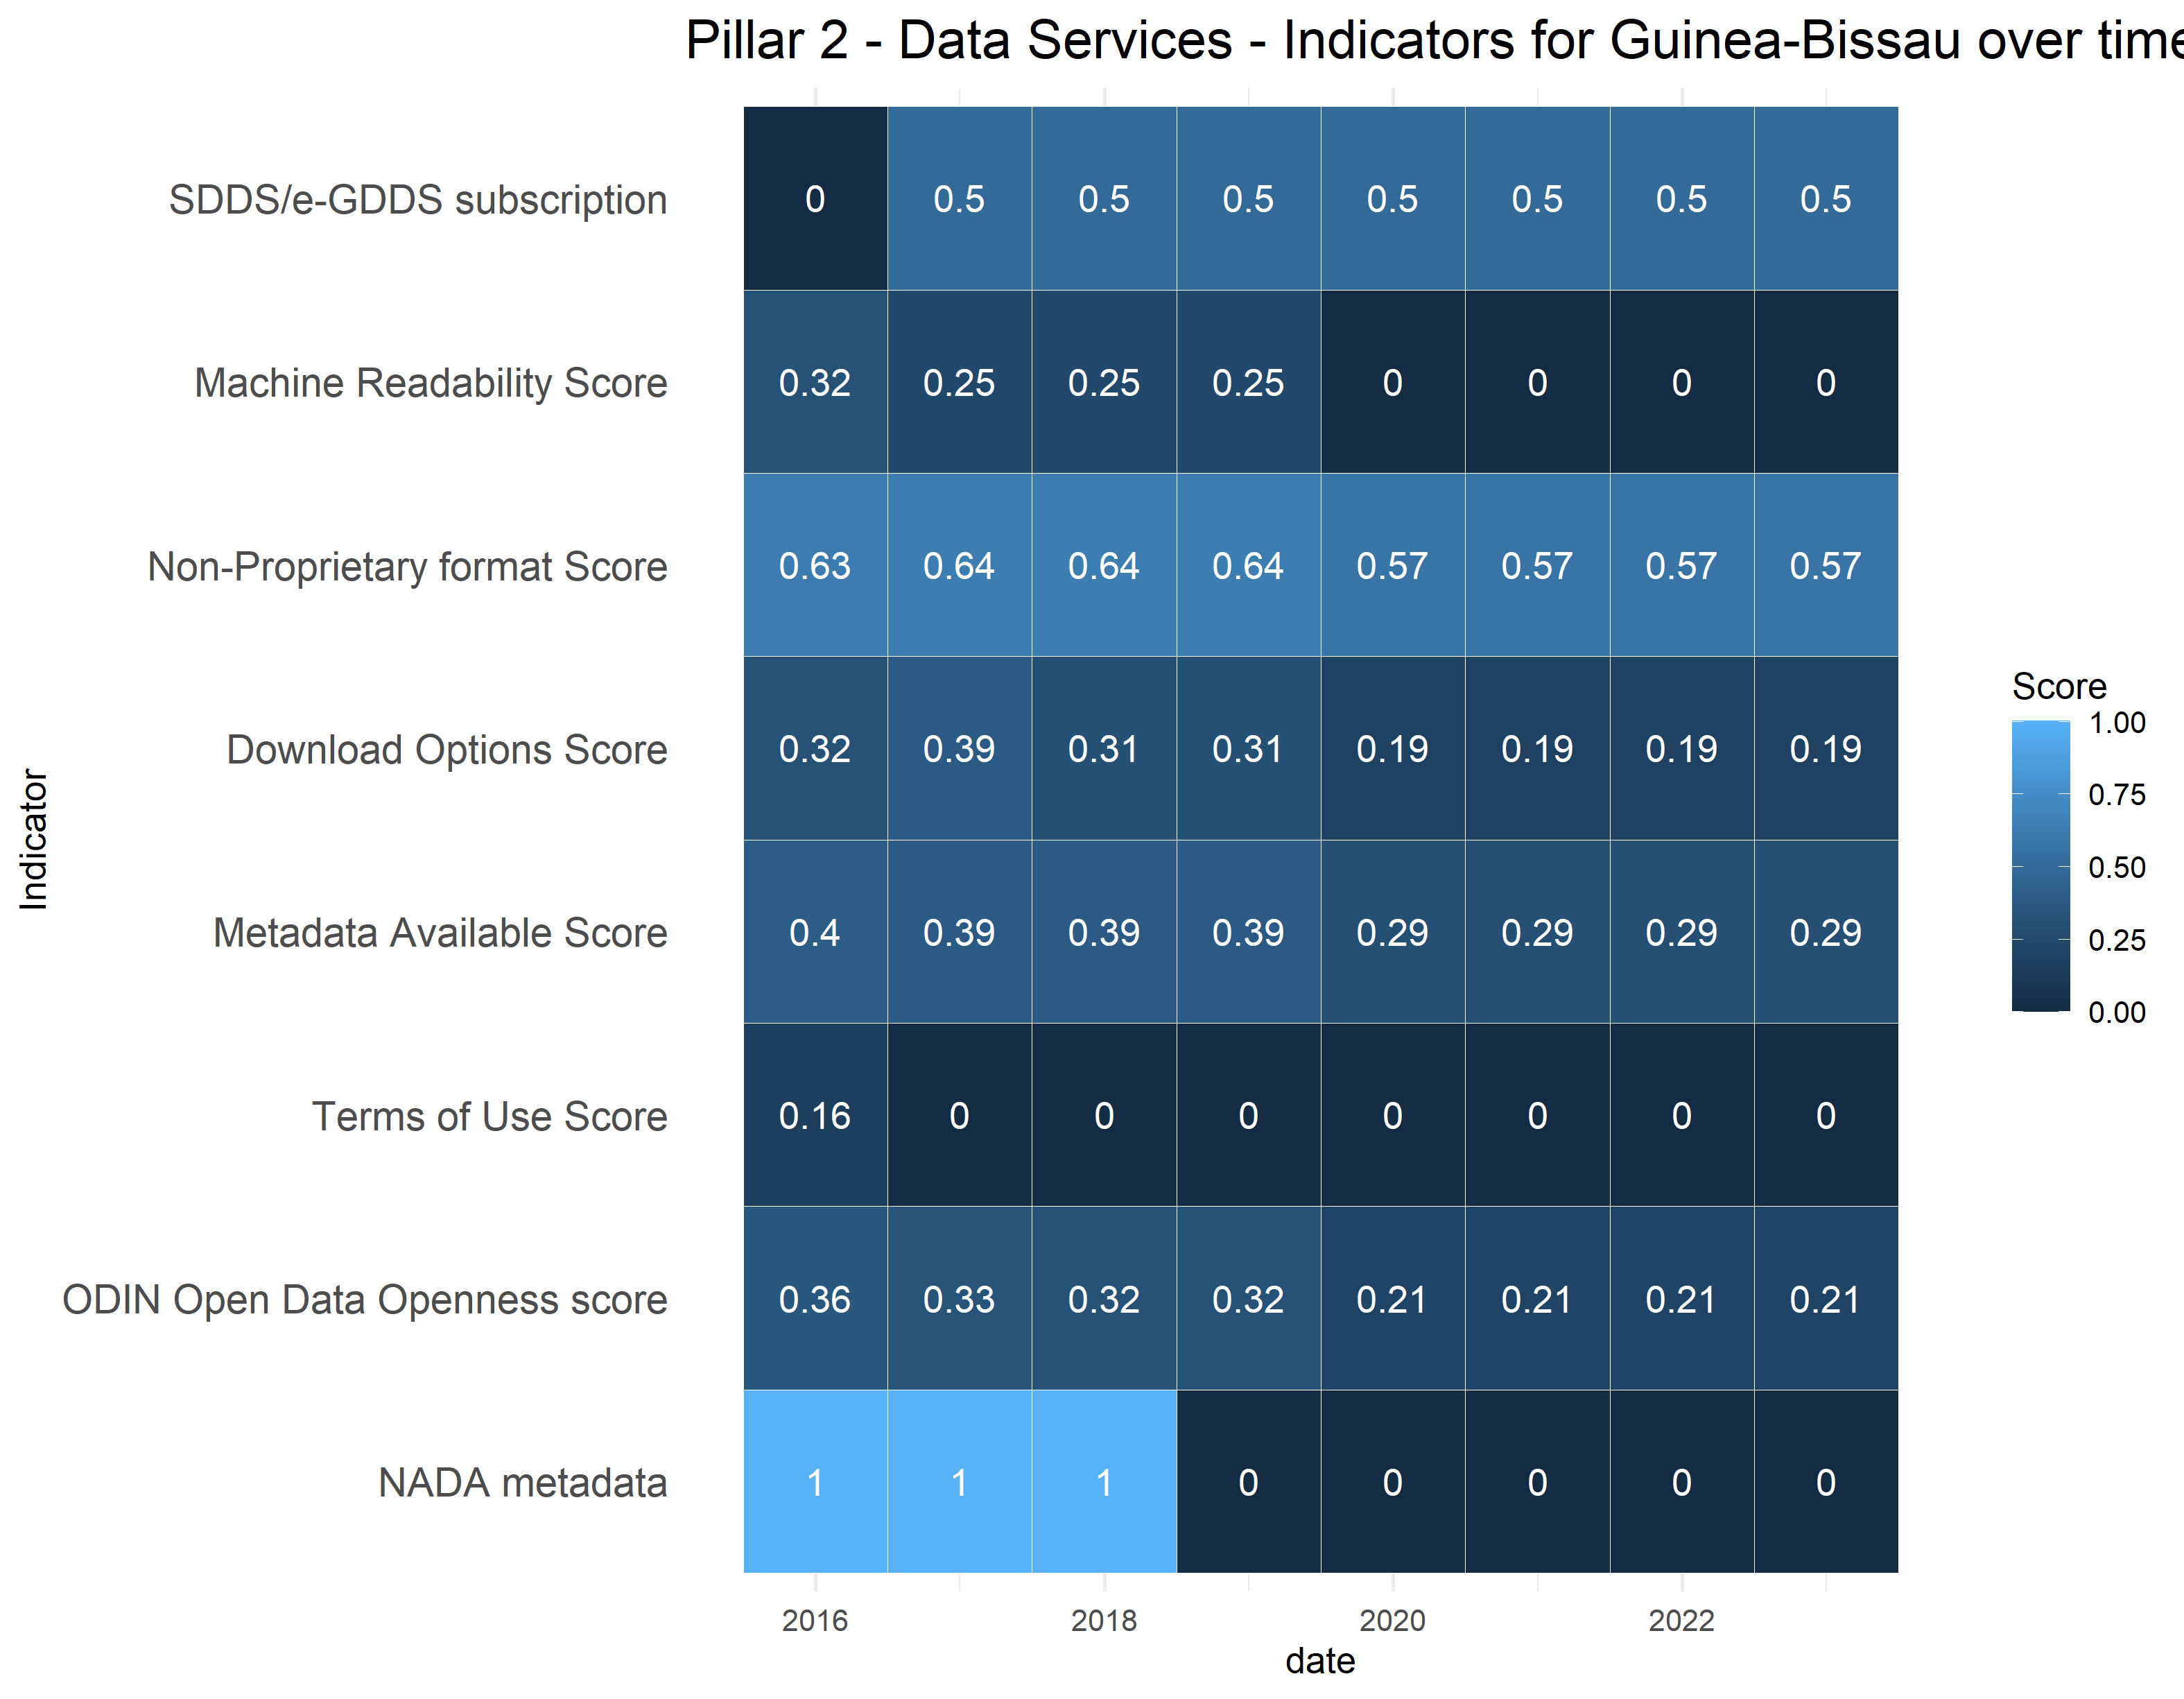 Pillar 2 - Data Services - Indicators for Guinea-Bissau over time
SDDS/e-GDDS subscription 0 0.5 0.5 0.5 0.5 0.5 0.5 0.5
Machine Readability Score 0.32 0.25 0.25 0.25 0 0 0 0
Non-Proprietary format Score 0.63 0.64 0.64 0.64 0.57 0.57 0.57 0.57
Download Options Score 0.32 0.39 0.31 0.31 0.19 0.19 0.19 0.19
Metadata Available Score 0.4 0.39 0.39 0.39 0.29 0.29 0.29 0.29
Terms of Use Score 0.16 0 0 0 0 0 0 0
ODIN Open Data Openness score 0.36 0.33 0.32 0.32 0.21 0.21 0.21 0.21
NADA metadata 1 1 1 0 0 0 0 0
2016 2018 2020 2022
date
Indicator
Score
1.00
0.75
0.50
0.25
0.00